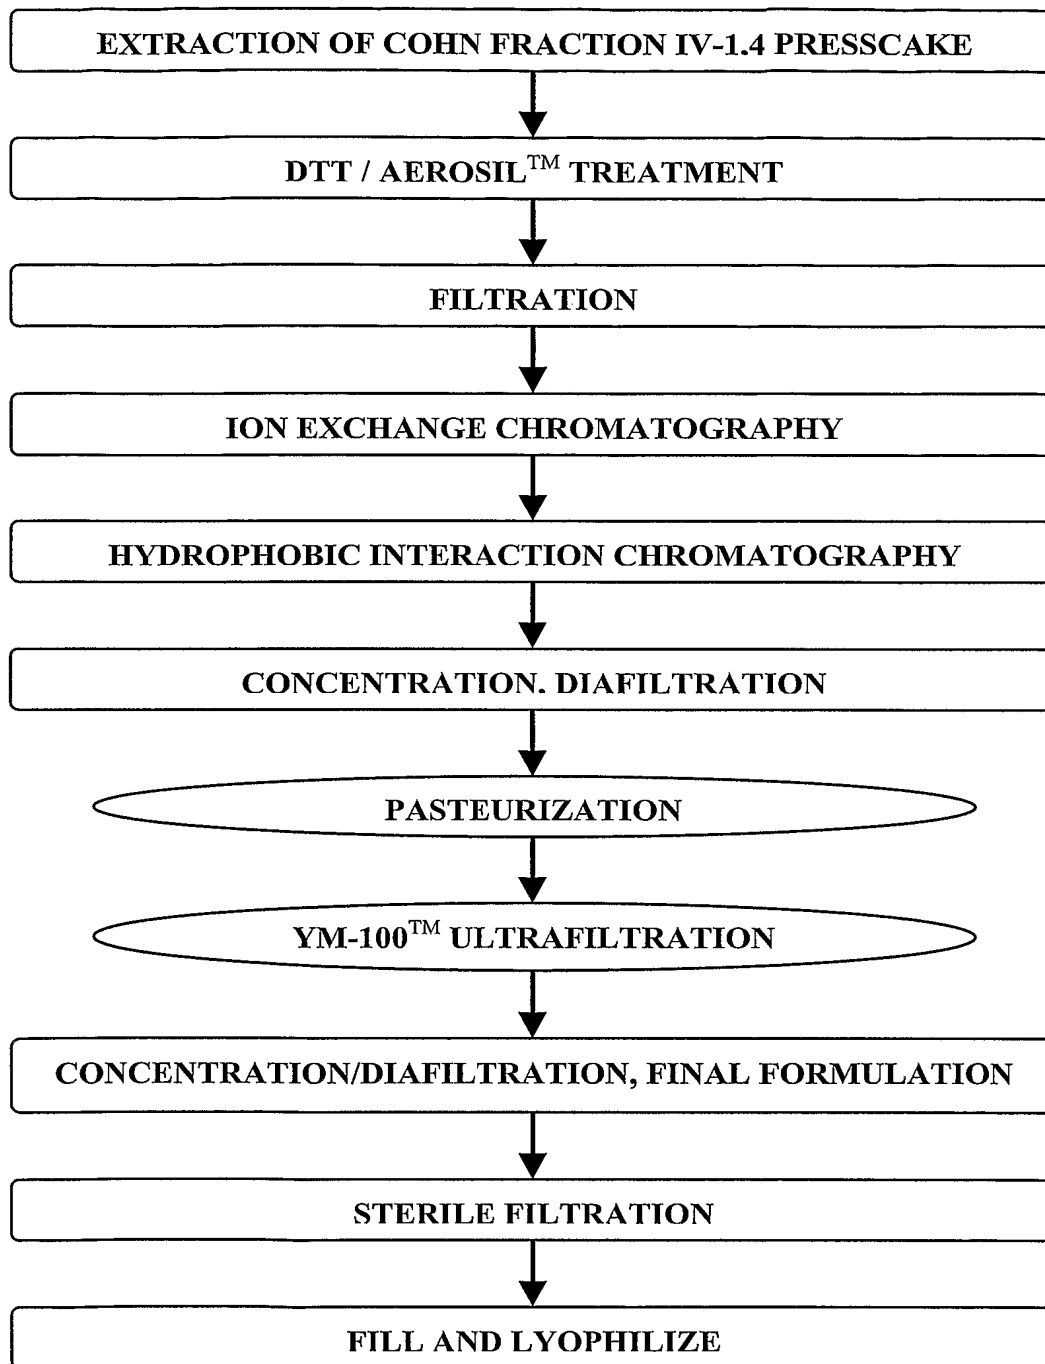 EXTRACTION OF COHN FRACTION IV-1.4 PRESSCAKE
DTT / AEROSIL™ TREATMENT
FILTRATION
ION EXCHANGE CHROMATOGRAPHY
HYDROPHOBIC INTERACTION CHROMATOGRAPHY
CONCENTRATION. DIAFILTRATION
PASTEURIZATION
YM-100™ ULTRAFILTRATION
CONCENTRATION/DIAFILTRATION, FINAL FORMULATION
STERILE FILTRATION
FILL AND LYOPHILIZE